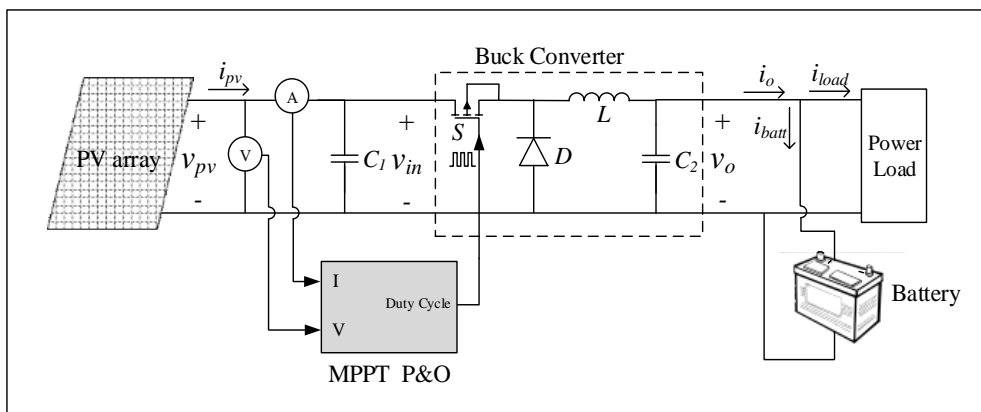 Buck Converter
i_pv
A
i_o
i_load
L
i_batt
S
+
+
+
V
PV array
v_pv
C_1
v_in
D
C_2
v_o
Power
Load
-
-
-
I
Duty Cycle
V
Battery
MPPT P&O